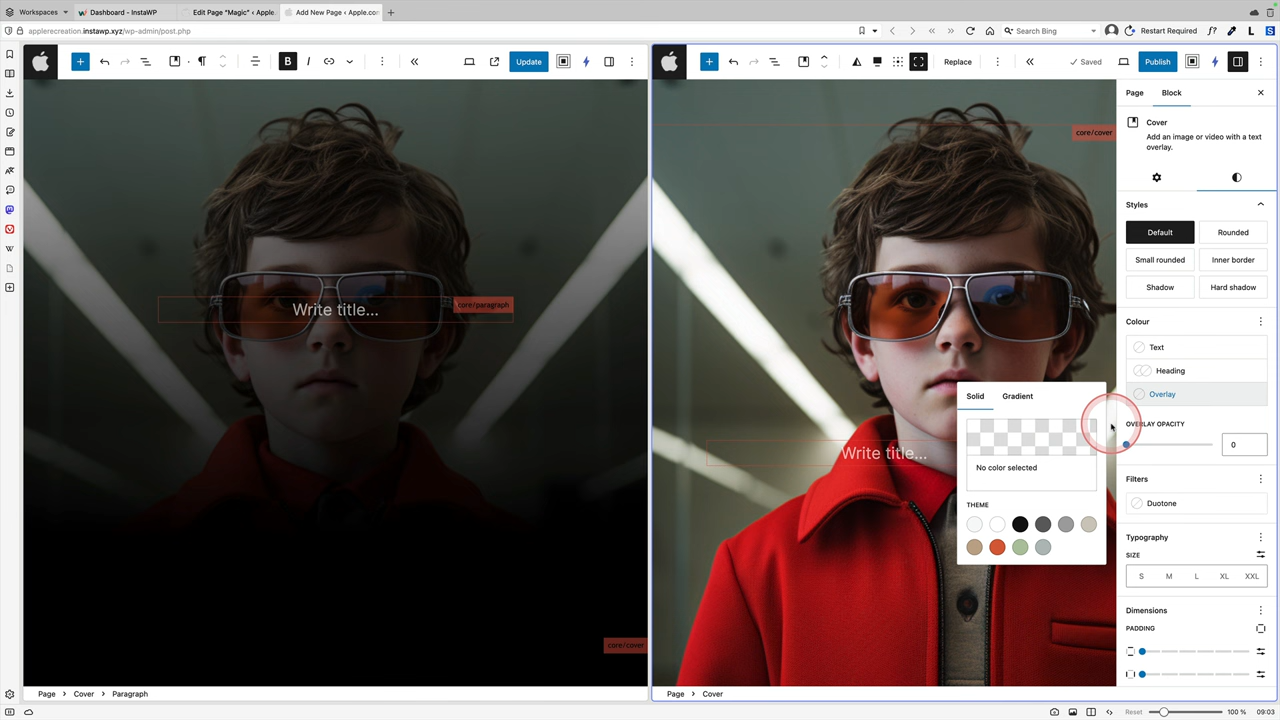 Workspaces
Dashboard - InstaWP
Edit Page "Magic" ‹ Apple.
Add New Page ‹ Apple.com
applerecreation.instawp.xyz/wp-admin/post.php
Search Bing
Restart Required
Update
Replace
Saved
Publish
core/cover
Write title...
core/paragraph
core/cover
Write title...
Page
Block
Cover
Add an image or video with a text
overlay.
Styles
Default
Rounded
Small rounded
Inner border
Shadow
Hard shadow
Colour
Text
Heading
Overlay
OVERLAY OPACITY
0
Solid
Gradient
No color selected
THEME
Filters
Duotone
Typography
SIZE
S M L XL XXL
Dimensions
PADDING
Page > Cover > Paragraph
Page > Cover
Reset
100 %
09:03